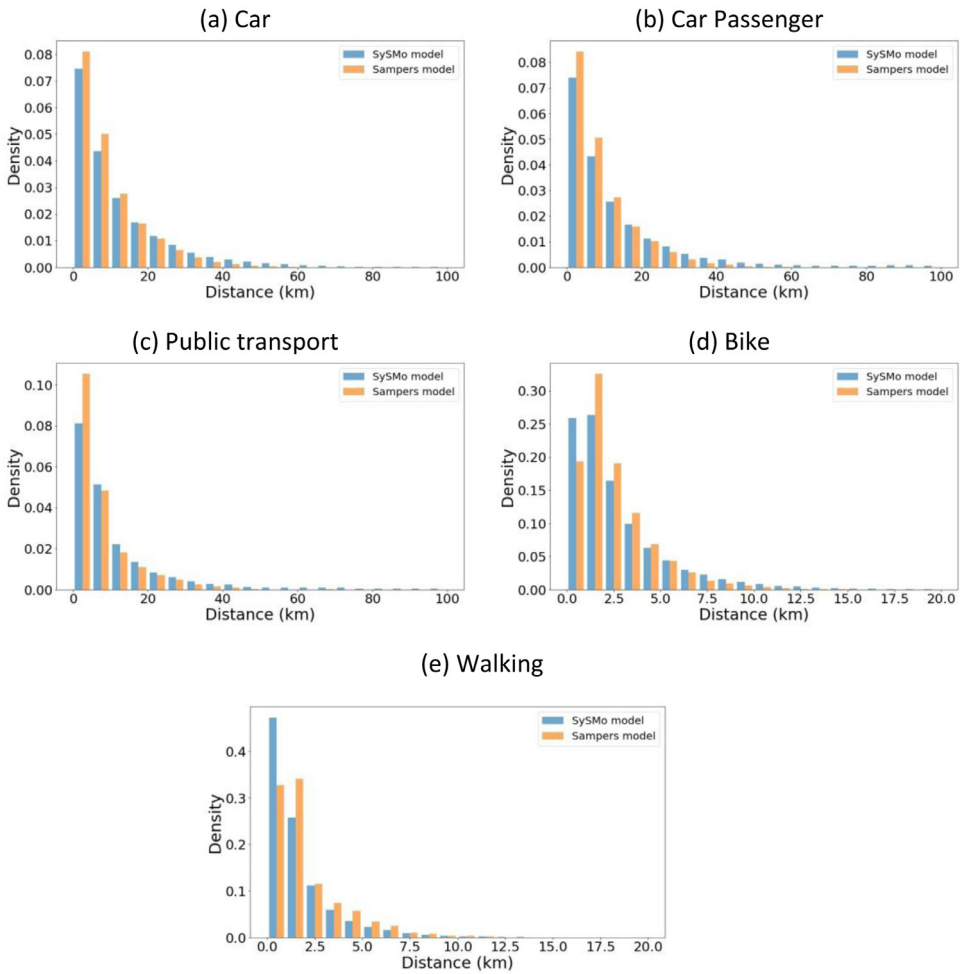 (a) Car
(b) Car Passenger
0.08
0.07
0.06
0.05
0.04
0.03
0.02
0.01
0.00
Density
SySMo model
Sampers model
0 20 40 60 80 100
Distance (km)
0.08
0.07
0.06
0.05
0.04
0.03
0.02
0.01
0.00
Density
SySMo model
Sampers model
0 20 40 60 80 100
Distance (km)
(c) Public transport
(d) Bike
0.10
0.08
0.06
0.04
0.02
0.00
Density
SySMo model
Sampers model
0 20 40 60 80 100
Distance (km)
0.30
0.25
0.20
0.15
0.10
0.05
0.00
Density
SySMo model
Sampers model
0.0 2.5 5.0 7.5 10.0 12.5 15.0 17.5 20.0
Distance (km)
(e) Walking
0.4
0.3
0.2
0.1
0.0
Density
SySMo model
Sampers model
0.0 2.5 5.0 7.5 10.0 12.5 15.0 17.5 20.0
Distance (km)